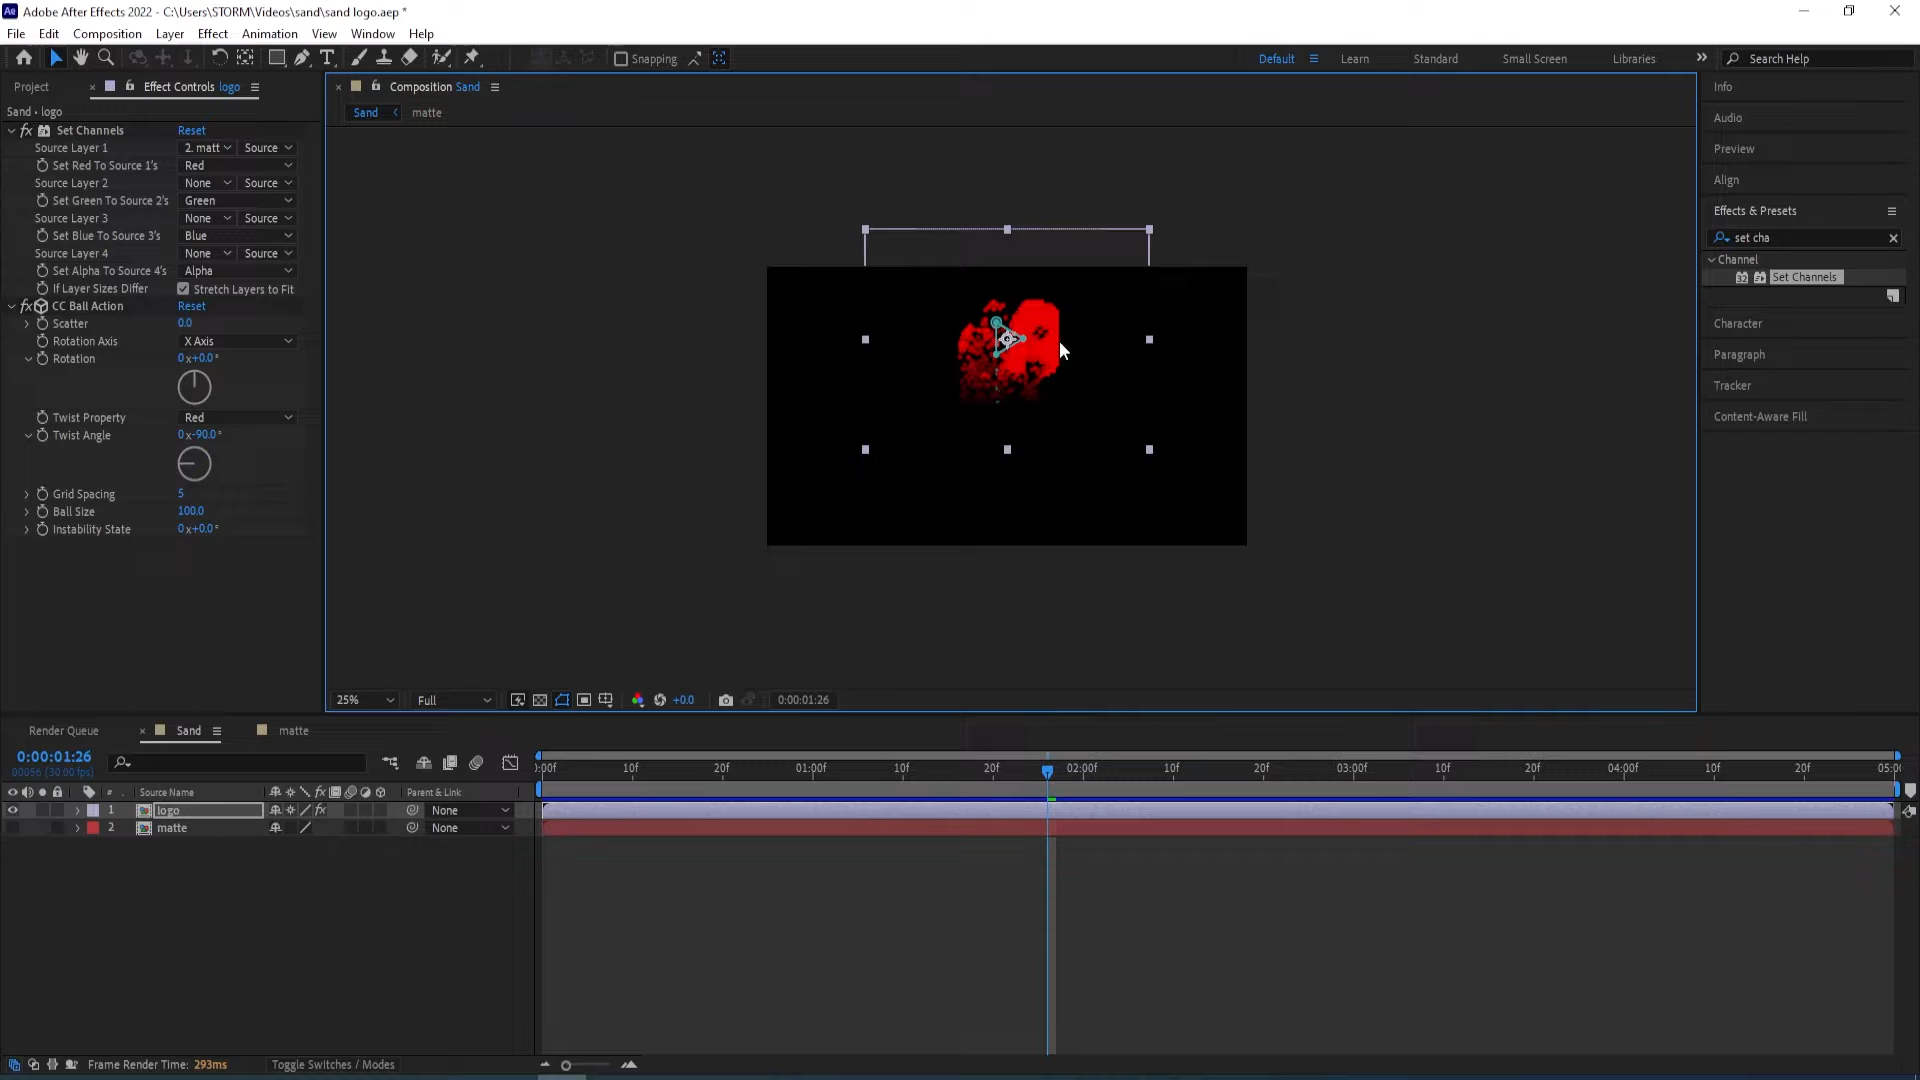 Ae Adobe After Effects 2022 - C:\Users\STORM\Videos\sand\sand logo.aep *
File Edit Composition Layer Effect Animation View Window Help
Snapping Default Learn Standard Small Screen Libraries Search Help
Project Effect Controls logo
Composition Sand
Info
Sand • logo
Sand matte
Audio
fx Set Channels Reset
Source Layer 1 2. matt Source
Preview
Set Red To Source 1's Red
Source Layer 2 None Source
Align
Set Green To Source 2's Green
Effects & Presets
Source Layer 3 None Source
Set Blue To Source 3's Blue
set cha
Source Layer 4 None Source
Channel
Set Alpha To Source 4's Alpha
32 Set Channels
If Layer Sizes Differ Stretch Layers to Fit
fx CC Ball Action Reset
Scatter 0.0
Character
Rotation Axis X Axis
Paragraph
Rotation 0 x+0.0°
Tracker
Twist Property Red
Content-Aware Fill
Twist Angle 0 x-90.0°
Grid Spacing 5
Ball Size 100.0
Instability State 0 x+0.0°
25% Full +0.0 0:00:01:26
Render Queue Sand matte
0:00:01:26
00056 (30.00 fps)
:00f 10f 20f 01:00f 10f 20f 02:00f 10f 20f 03:00f 10f 20f 04:00f 10f 20f 05:00
# Source Name fx Parent & Link
1 logo fx None
2 matte None
Frame Render Time: 293ms Toggle Switches / Modes